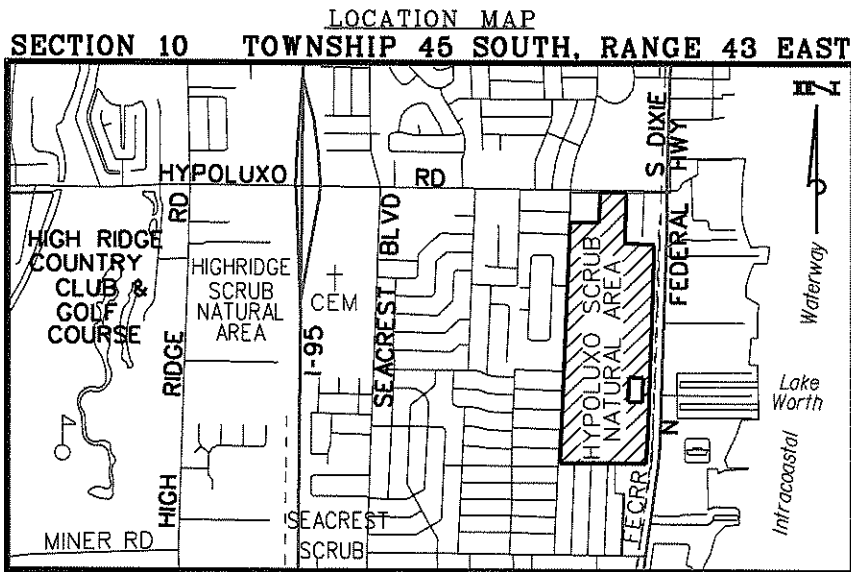 LOCATION MAP
SECTION 10 TOWNSHIP 45 SOUTH, RANGE 43 EAST
HYPOLUXO RD
S DIXIE
FEDERAL HWY
N
RD
HIGH RIDGE
COUNTRY
CLUB &
GOLF
COURSE
HIGHRIDGE
SCRUB
NATURAL
AREA
HIGH RIDGE
I-95
CEM
SEACREST BLVD
HYPOLUXO SCRUB
NATURAL AREA
Waterway
Lake
Worth
Intracoastal
FECRR
MINER RD
SEACREST
SCRUB